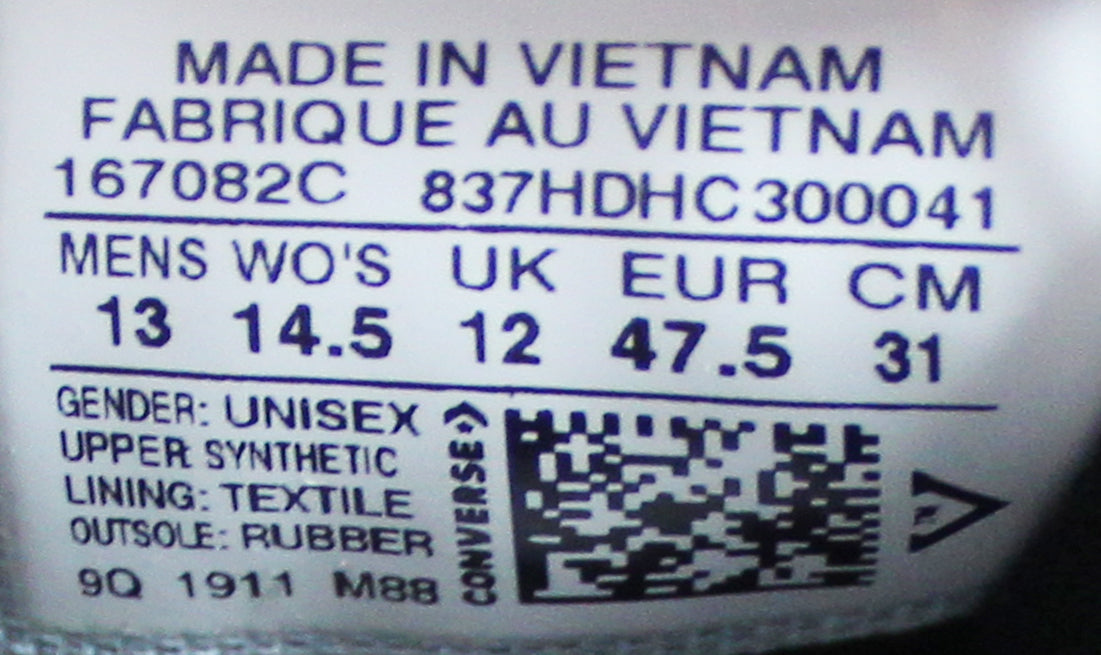 MADE IN VIETNAM
FABRIQUE AU VIETNAM
167082C 837HDHC300041
MENS WO'S UK EUR CM
13 14.5 12 47.5 31
GENDER: UNISEX
UPPER: SYNTHETIC
LINING: TEXTILE
OUTSOLE: RUBBER
9Q 1911 M88
CONVERSE